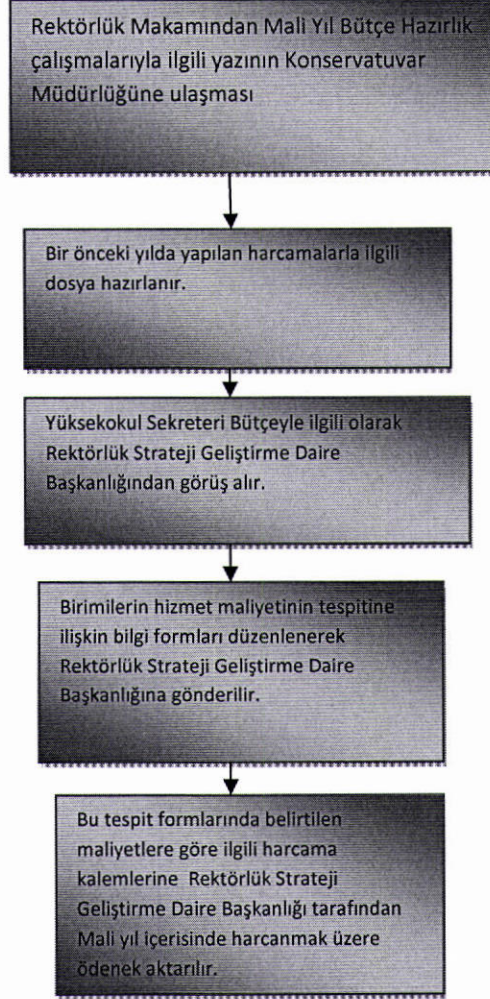 Rektörlük Makamından Mali Yıl Bütçe Hazırlık
çalışmalarıyla ilgili yazının Konservatuvar
Müdürlüğüne ulaşması
Bir önceki yılda yapılan harcamalarla ilgili
dosya hazırlanır.
Yüksekokul Sekreteri Bütçeyle ilgili olarak
Rektörlük Strateji Geliştirme Daire
Başkanlığından görüş alır.
Birimilerin hizmet maliyetinin tespitine
ilişkin bilgi formları düzenlenerek
Rektörlük Strateji Geliştirme Daire
Başkanlığına gönderilir.
Bu tespit formlarında belirtilen
maliyetlere göre ilgili harcama
kalemlerine Rektörlük Strateji
Geliştirme Daire Başkanlığı tarafından
Mali yıl içerisinde harcanmak üzere
ödenek aktarılır.